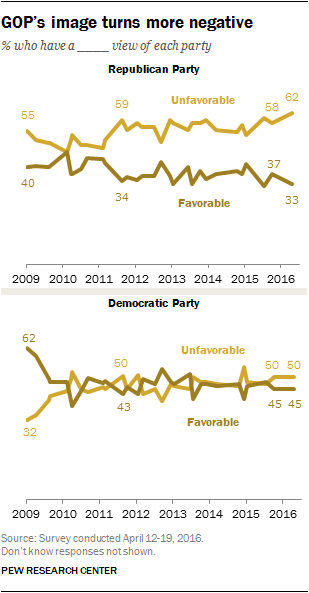 GOP's image turns more negative
% who have a _____ view of each party
Republican Party
Unfavorable
55
59
58
62
40
34
37
33
Favorable
2009 2010 2011 2012 2013 2014 2015 2016
Democratic Party
62
Unfavorable
50
50 50
32
43
45 45
Favorable
2009 2010 2011 2012 2013 2014 2015 2016
Source: Survey conducted April 12-19, 2016.
Don't know responses not shown.
PEW RESEARCH CENTER